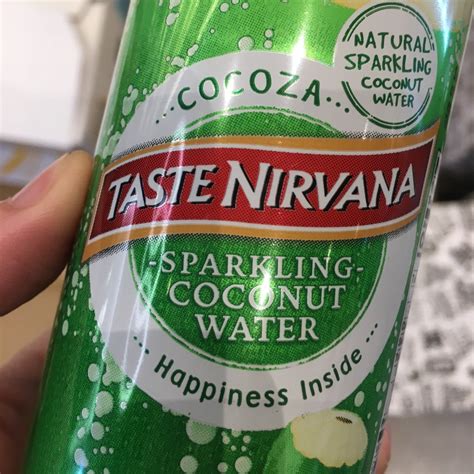 NATURAL
SPARKLING
COCONUT
WATER
...COCOZA...
TASTE NIRVANA
-SPARKLING-
COCONUT
WATER
... Happiness Inside ...